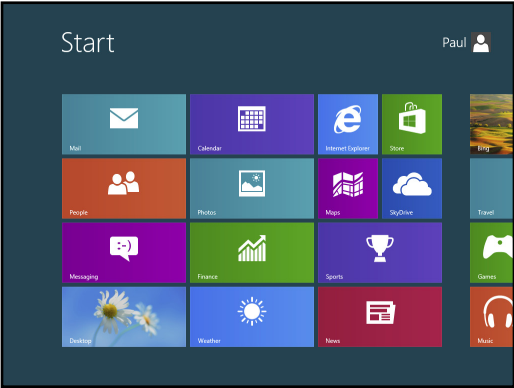 Start
Paul
Mail
Calendar
Internet Explorer
Store
Bing
People
Photos
Maps
SkyDrive
Travel
Messaging
:-)
Finance
Sports
Games
Desktop
Weather
News
Music